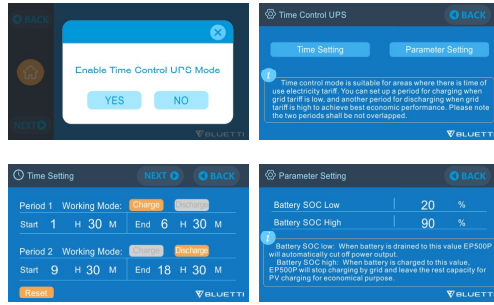 BACK
Enable Time Control UPS Mode
YES NO
NEXT
BLUETTI
Time Control UPS BACK
Time Setting Parameter Setting
Time control mode is suitable for areas where there is time of
use electricity tariff. You can set up a period for charging when
grid tariff is low, and another period for discharging when grid
tariff is high to achieve best economic performance. Please note
the two periods shall be not overlapped.
BLUETTI
Time Setting NEXT BACK
Period 1 Working Mode: Charge Discharge
Start 1 H 30 M End 6 H 30 M
Period 2 Working Mode: Charge Discharge
Start 9 H 30 M End 18 H 30 M
Reset
BLUETTI
Parameter Setting BACK
Battery SOC Low 20 %
Battery SOC High 90 %
Battery SOC low: When battery is drained to this value EP500P
will automatically cut off power output.
Battery SOC high: When battery is charged to this value,
EP500P will stop charging by grid and leave the rest capacity for
PV charging for economical purpose.
BLUETTI